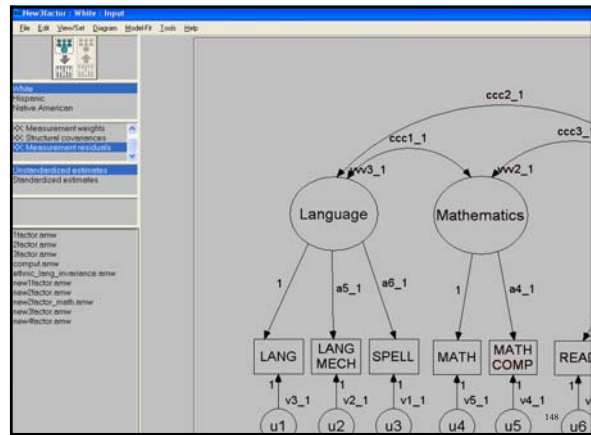 New3factor : White : Input
File Edit View/Set Diagram Model-Fit Tools Help
White
Hispanic
Native American
XX: Measurement weights
XX: Structural covariances
XX: Measurement residuals
Unstandardized estimates
Standardized estimates
1factor.amw
2factor.amw
3factor.amw
comput.amw
ethnic_lang_invariance.amw
new1factor.amw
new2factor.amw
new2factor_math.amw
new3factor.amw
new4factor.amw
ccc2_1
ccc1_1
ccc3_
vvv3_1
vvv2_1
Language
Mathematics
1
a5_1
a6_1
1
a4_1
LANG
LANG MECH
SPELL
MATH
MATH COMP
READ
1
1
1
1
1
1
v3_1
v2_1
v1_1
v5_1
v4_1
v
u1
u2
u3
u4
u5
u6
148